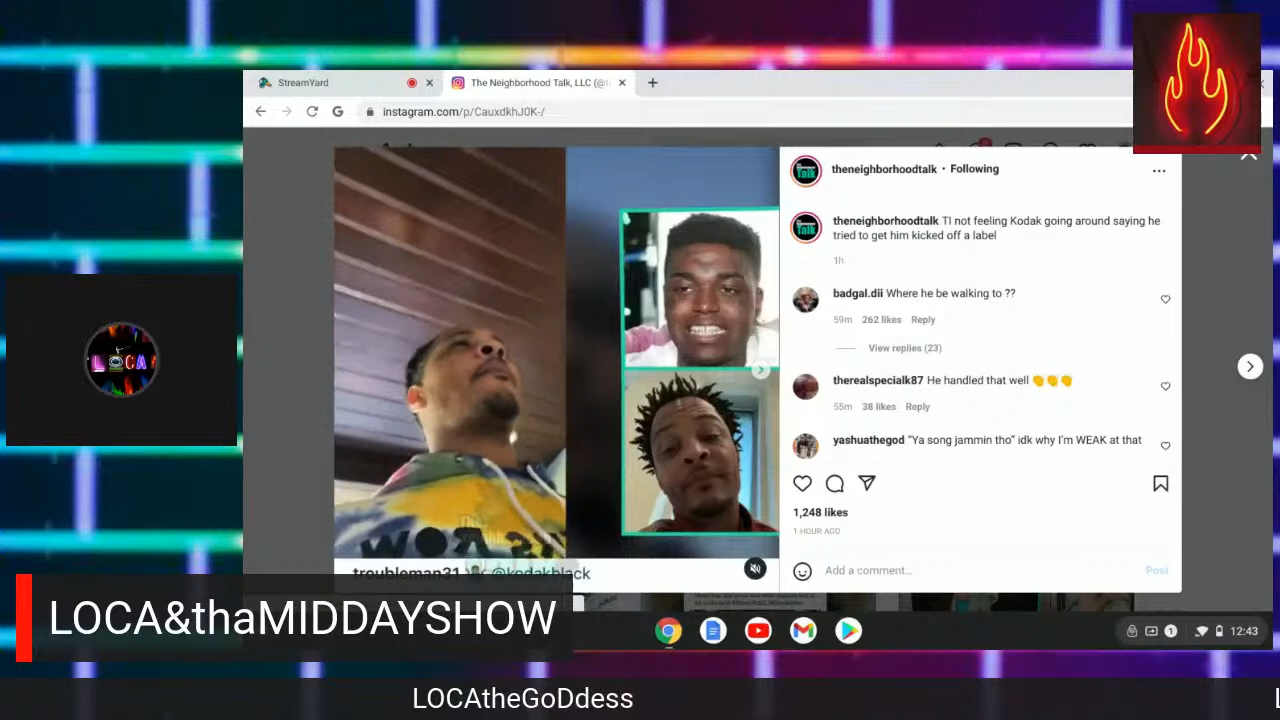 StreamYard
The Neighborhood Talk, LLC (@
instagram.com/p/CauxdkhJ0K-/
theneighborhoodtalk • Following
theneighborhoodtalk TI not feeling Kodak going around saying he
tried to get him kicked off a label
1h
badgal.dii Where he be walking to ??
59m 262 likes Reply
View replies (23)
therealspecialk87 He handled that well 👏👏👏
55m 38 likes Reply
yashuathegod “Ya song jammin tho” idk why I'm WEAK at that
1,248 likes
1 HOUR AGO
Add a comment...
Post
troubleman31 @kodakblack
LOCA
Talk
Talk
LOCA&thaMIDDAYSHOW
1
12:43
LOCAtheGoDdess